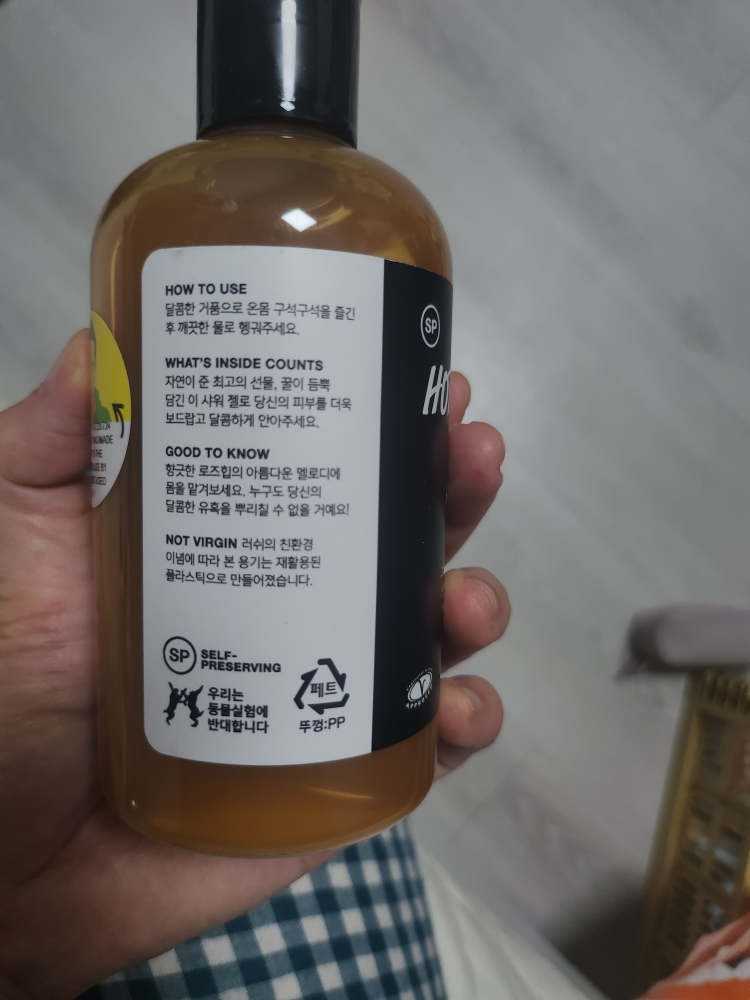 HOW TO USE
달콤한 거품으로 온몸 구석구석을 즐긴
후 깨끗한 물로 헹궈주세요.
WHAT'S INSIDE COUNTS
자연이 준 최고의 선물, 꿀이 듬뿍
담긴 이 샤워 젤로 당신의 피부를 더욱
보드랍고 달콤하게 안아주세요.
GOOD TO KNOW
향긋한 로즈힙의 아름다운 멜로디에
몸을 맡겨보세요. 누구도 당신의
달콤한 유혹을 뿌리칠 수 없을 거예요!
NOT VIRGIN 러쉬의 친환경
이념에 따라 본 용기는 재활용된
플라스틱으로 만들어졌습니다.
SP SELF-
PRESERVING
우리는
동물실험에
반대합니다
페트
뚜껑:PP
SP